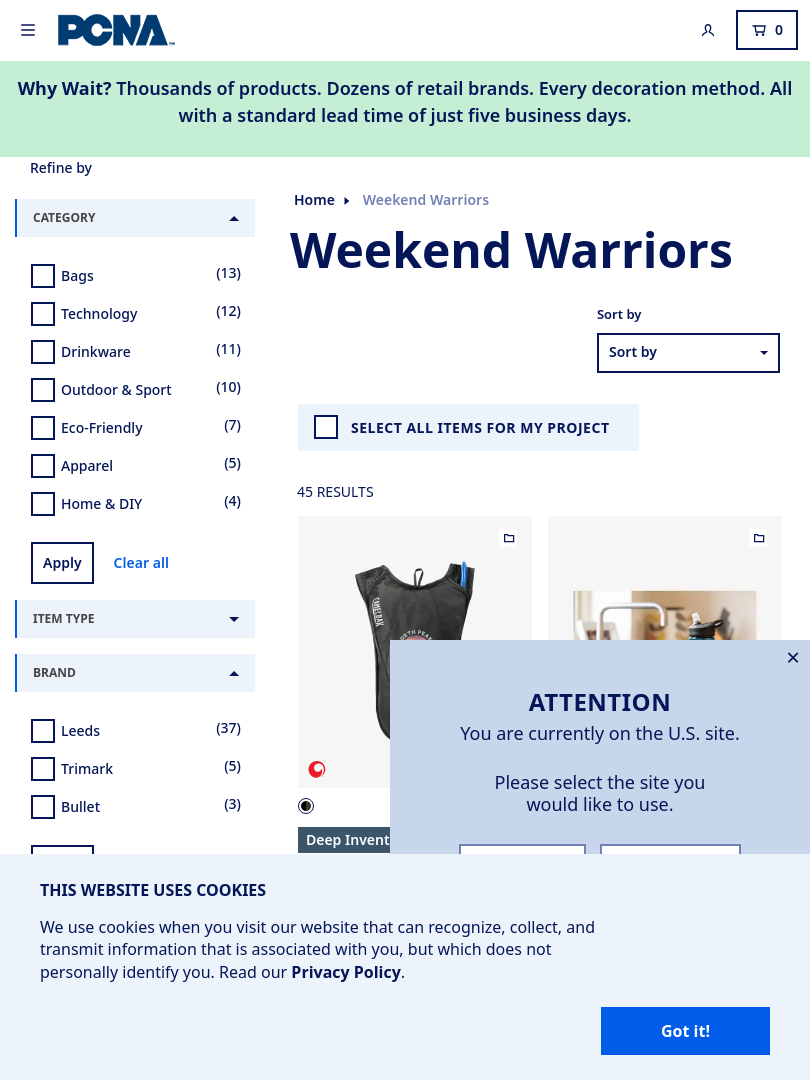 PCNA
0
Why Wait? Thousands of products. Dozens of retail brands. Every decoration method. All
with a standard lead time of just five business days.
Refine by
CATEGORY
Bags (13)
Technology (12)
Drinkware (11)
Outdoor & Sport (10)
Eco-Friendly (7)
Apparel (5)
Home & DIY (4)
Apply Clear all
ITEM TYPE
BRAND
Leeds (37)
Trimark (5)
Bullet (3)
Home Weekend Warriors
Weekend Warriors
Sort by
Sort by
SELECT ALL ITEMS FOR MY PROJECT
45 RESULTS
CAMELBAK
Deep Invent
ATTENTION
You are currently on the U.S. site.
Please select the site you
would like to use.
THIS WEBSITE USES COOKIES
We use cookies when you visit our website that can recognize, collect, and
transmit information that is associated with you, but which does not
personally identify you. Read our Privacy Policy.
Got it!